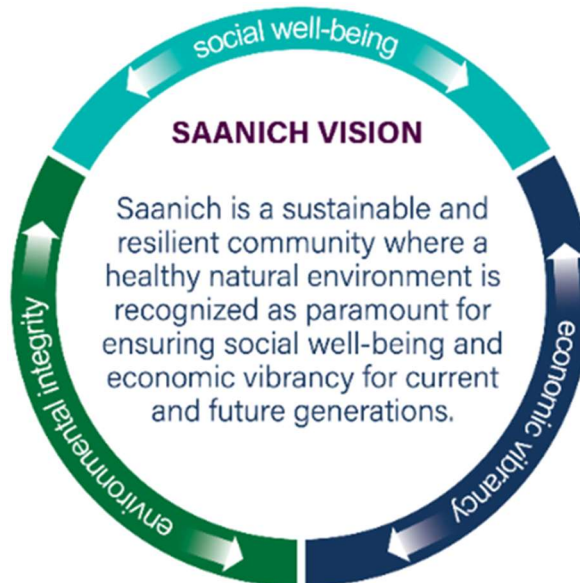 social well-being
SAANICH VISION
Saanich is a sustainable and
resilient community where a
healthy natural environment is
recognized as paramount for
ensuring social well-being and
economic vibrancy for current
and future generations.
environmental integrity
economic vibrancy